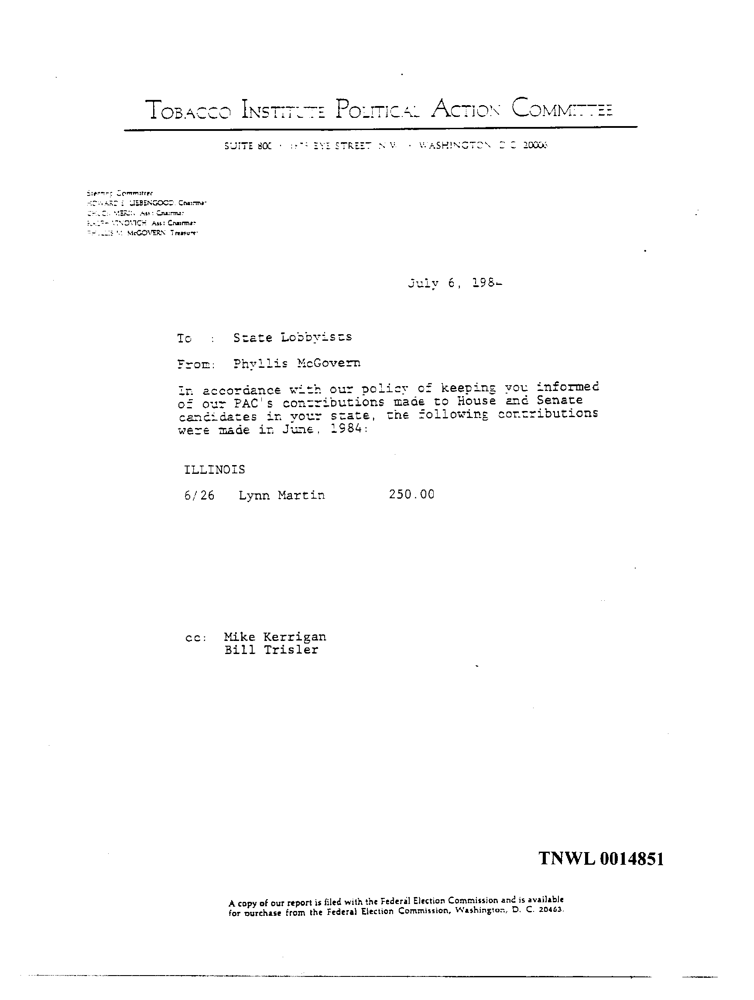 TOBACCO INSTITUTE POLITICAL ACTION COMMITTEE
SUITE 800 · EYE STREET N W · WASHINGTON D C 20006
Steering Committee
HOWARD S LIEBENGOOD, Chairman
MERIN, Asst Chairman
RALPH VINOVICH, Asst Chairman
PHYLLIS M McGOVERN Treasurer
July 6, 1984
To : State Lobbyists
From: Phyllis McGovern
In accordance with our policy of keeping you informed
of our PAC's contributions made to House and Senate
candidates in your state, the following contributions
were made in June, 1984:
ILLINOIS
6/26 Lynn Martin 250.00
cc: Mike Kerrigan
Bill Trisler
TNWL 0014851
A copy of our report is filed with the Federal Election Commission and is available
for purchase from the Federal Election Commission, Washington, D. C. 20463.